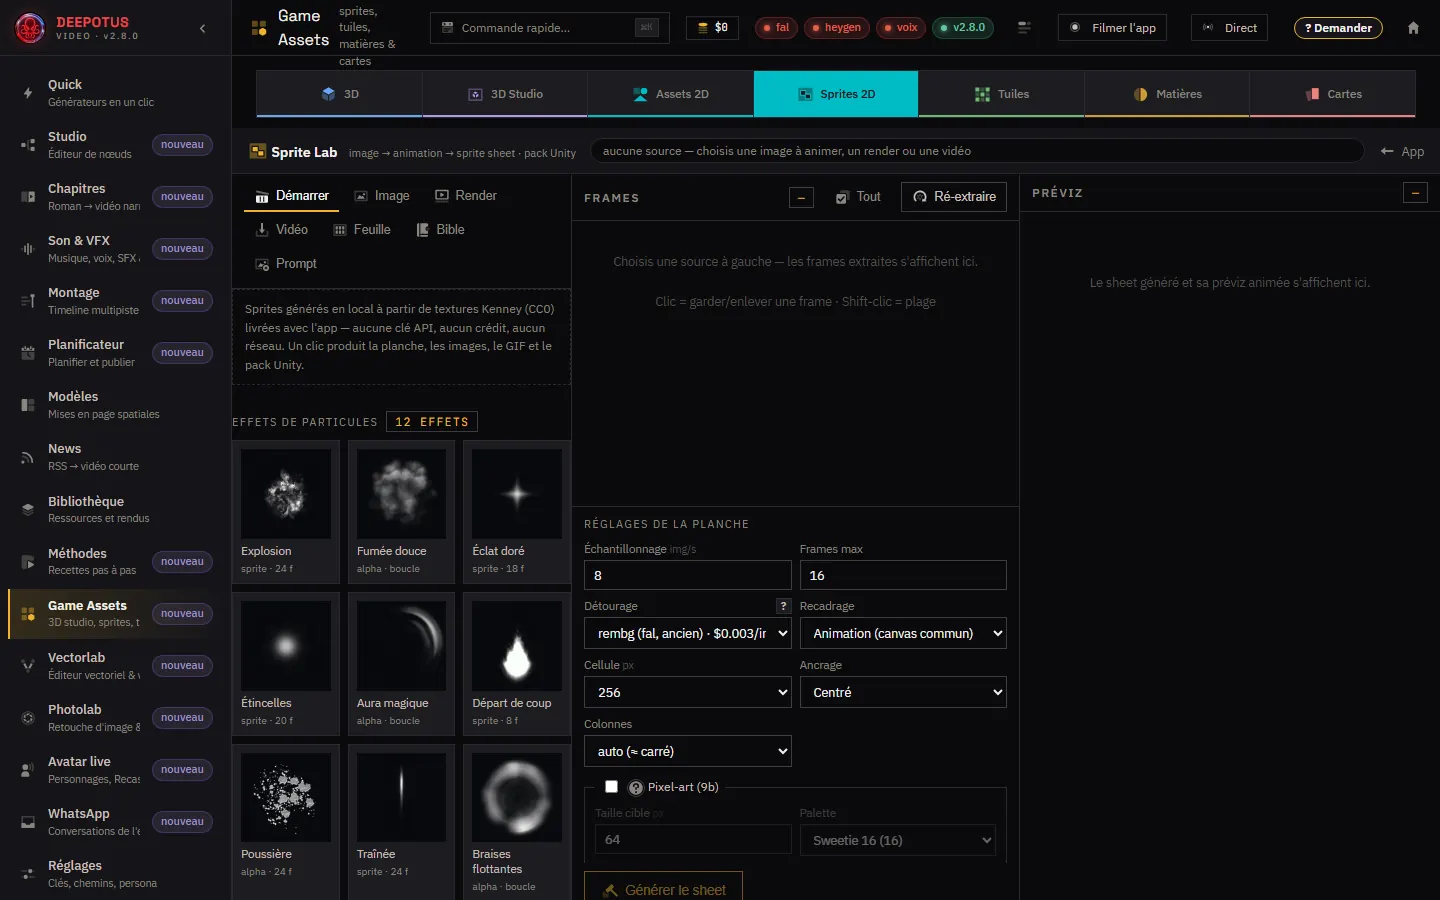 DEEPOTUS
VIDEO · v2.8.0
Quick
Générateurs en un clic
Studio
Éditeur de nœuds
nouveau
Chapitres
Roman → vidéo narr
nouveau
Son & VFX
Musique, voix, SFX
nouveau
Montage
Timeline multipiste
nouveau
Planificateur
Planifier et publier
nouveau
Modèles
Mises en page spatiales
News
RSS → vidéo courte
Bibliothèque
Ressources et rendus
Méthodes
Recettes pas à pas
nouveau
Game Assets
3D studio, sprites, t
nouveau
Vectorlab
Éditeur vectoriel &
nouveau
Photolab
Retouche d'image &
nouveau
Avatar live
Personnages, Recas
nouveau
WhatsApp
Conversations de l'
nouveau
Réglages
Clés, chemins, persona
Game
Assets
sprites,
tuiles,
matières &
cartes
Commande rapide...
⌘K
$0
fal
heygen
voix
v2.8.0
Filmer l'app
Direct
? Demander
3D
3D Studio
Assets 2D
Sprites 2D
Tuiles
Matières
Cartes
Sprite Lab
image → animation → sprite sheet · pack Unity
aucune source — choisis une image à animer, un render ou une vidéo
← App
Démarrer
Image
Render
Vidéo
Feuille
Bible
Prompt
Sprites générés en local à partir de textures Kenney (CC0)
livrées avec l'app — aucune clé API, aucun crédit, aucun
réseau. Un clic produit la planche, les images, le GIF et le
pack Unity.
EFFETS DE PARTICULES
12 EFFETS
Explosion
sprite · 24 f
Fumée douce
alpha · boucle
Éclat doré
sprite · 18 f
Étincelles
sprite · 20 f
Aura magique
alpha · boucle
Départ de coup
sprite · 8 f
Poussière
alpha · 24 f
Traînée
sprite · 24 f
Braises
flottantes
alpha · boucle
FRAMES
–
Tout
Ré-extraire
Choisis une source à gauche — les frames extraites s'affichent ici.
Clic = garder/enlever une frame · Shift-clic = plage
RÉGLAGES DE LA PLANCHE
Échantillonnage img/s
8
Frames max
16
Détourage
?
rembg (fal, ancien) · $0.003/ir
Recadrage
Animation (canvas commun)
Cellule px
256
Ancrage
Centré
Colonnes
auto (≈ carré)
? Pixel-art (9b)
Taille cible px
64
Palette
Sweetie 16 (16)
Générer le sheet
PRÉVIZ
–
Le sheet généré et sa préviz animée s'affichent ici.